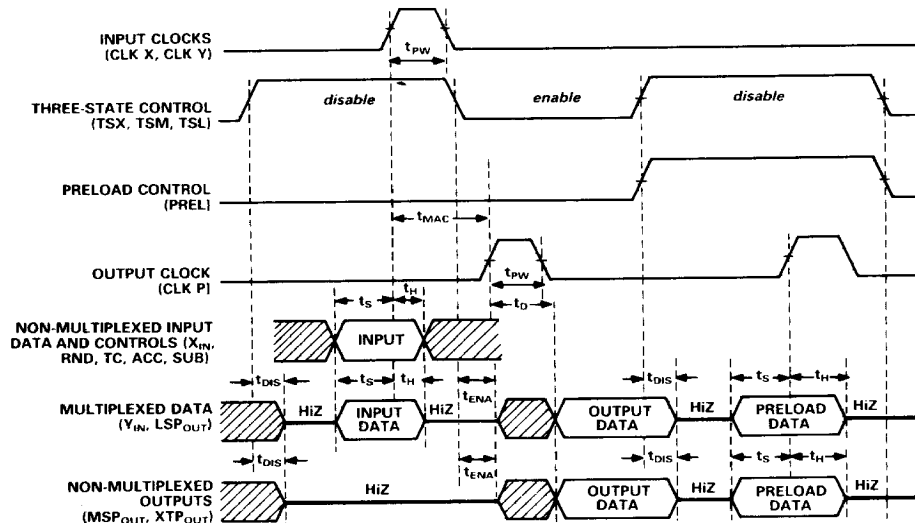 INPUT CLOCKS
(CLK X, CLK Y)
tPW
THREE-STATE CONTROL
(TSX, TSM, TSL)
disable
enable
disable
PRELOAD CONTROL
(PREL)
tMAC
OUTPUT CLOCK
(CLK P)
tPW
tS
tH
tD
NON-MULTIPLEXED INPUT
DATA AND CONTROLS (XIN,
RND, TC, ACC, SUB)
INPUT
tDIS
tS
tH
tENA
tDIS
tS
tH
MULTIPLEXED DATA
(YIN, LSPOUT)
HiZ
INPUT
DATA
HiZ
OUTPUT
DATA
HiZ
PRELOAD
DATA
HiZ
tDIS
tENA
tDIS
tS
tH
NON-MULTIPLEXED
OUTPUTS
(MSPOUT, XTPOUT)
HiZ
OUTPUT
DATA
HiZ
PRELOAD
DATA
HiZ